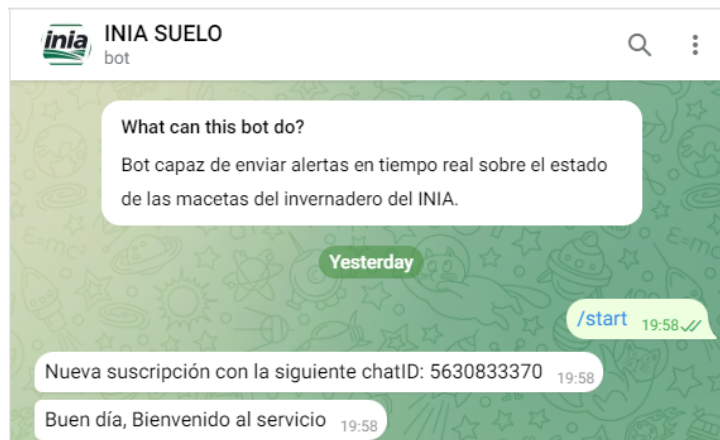 inia
INIA SUELO
bot
What can this bot do?
Bot capaz de enviar alertas en tiempo real sobre el estado
de las macetas del invernadero del INIA.
Yesterday
/start 19:58
Nueva suscripción con la siguiente chatID: 5630833370 19:58
Buen día, Bienvenido al servicio 19:58